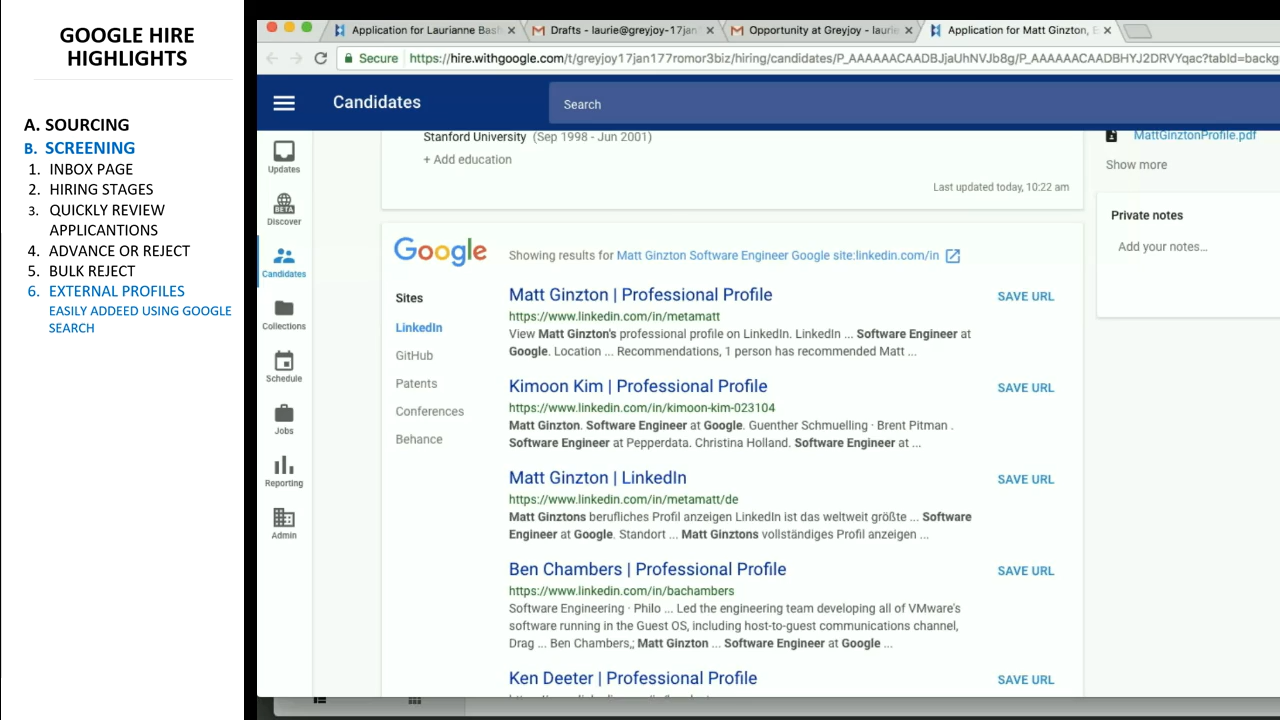 GOOGLE HIRE
HIGHLIGHTS
A. SOURCING
B. SCREENING
1. INBOX PAGE
2. HIRING STAGES
3. QUICKLY REVIEW
APPLICANTIONS
4. ADVANCE OR REJECT
5. BULK REJECT
6. EXTERNAL PROFILES
EASILY ADDEED USING GOOGLE
SEARCH
Application for Laurianne Bas
Drafts - laurie@greyjoy-17jan
Opportunity at Greyjoy - laurie
Application for Matt Ginzton, E
Secure
https://hire.withgoogle.com/t/greyjoy17jan177romor3biz/hiring/candidates/P_AAAAAACAADBJjaUhNVJb8g/P_AAAAAACAADBHYJ2DRVYqac?tabId=backg
Candidates
Search
Updates
BETA
Discover
Candidates
Collections
Schedule
Jobs
Reporting
Admin
Stanford University (Sep 1998 - Jun 2001)
+ Add education
Last updated today, 10:22 am
MattGinztonProfile.pdf
Show more
Private notes
Add your notes...
Google
Showing results for Matt Ginzton Software Engineer Google site:linkedin.com/in
Sites
LinkedIn
GitHub
Patents
Conferences
Behance
Matt Ginzton | Professional Profile
SAVE URL
https://www.linkedin.com/in/metamatt
View Matt Ginzton's professional profile on LinkedIn. LinkedIn ... Software Engineer at
Google. Location ... Recommendations, 1 person has recommended Matt ...
Kimoon Kim | Professional Profile
SAVE URL
https://www.linkedin.com/in/kimoon-kim-023104
Matt Ginzton. Software Engineer at Google. Guenther Schmuelling · Brent Pitman .
Software Engineer at Pepperdata. Christina Holland. Software Engineer at ...
Matt Ginzton | LinkedIn
SAVE URL
https://www.linkedin.com/in/metamatt/de
Matt Ginztons berufliches Profil anzeigen LinkedIn ist das weltweit größte ... Software
Engineer at Google. Standort ... Matt Ginztons vollständiges Profil anzeigen ...
Ben Chambers | Professional Profile
SAVE URL
https://www.linkedin.com/in/bachambers
Software Engineering · Philo ... Led the engineering team developing all of VMware's
software running in the Guest OS, including host-to-guest communications channel,
Drag ... Ben Chambers,; Matt Ginzton ... Software Engineer at Google ...
Ken Deeter | Professional Profile
SAVE URL